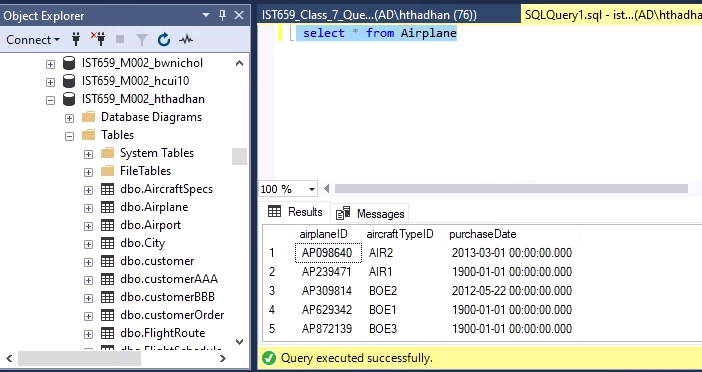 Object Explorer
Connect
IST659_M002_bwnichol
IST659_M002_hcui10
IST659_M002_hthadhan
Database Diagrams
Tables
System Tables
FileTables
dbo.AircraftSpecs
dbo.Airplane
dbo.Airport
dbo.City
dbo.customer
dbo.customerAAA
dbo.customerBBB
dbo.customerOrder
dbo.FlightRoute
dbo.FlightSchedule
IST659_Class_7_Que...(AD\hthadhan (76)) SQLQuery1.sql - ist...(AD\hthadhan
select * from Airplane
100 %
Results Messages
airplaneID aircraftTypeID purchaseDate
1 AP098640 AIR2 2013-03-01 00:00:00.000
2 AP239471 AIR1 1900-01-01 00:00:00.000
3 AP309814 BOE2 2012-05-22 00:00:00.000
4 AP629342 BOE1 1900-01-01 00:00:00.000
5 AP872139 BOE3 1900-01-01 00:00:00.000
Query executed successfully.